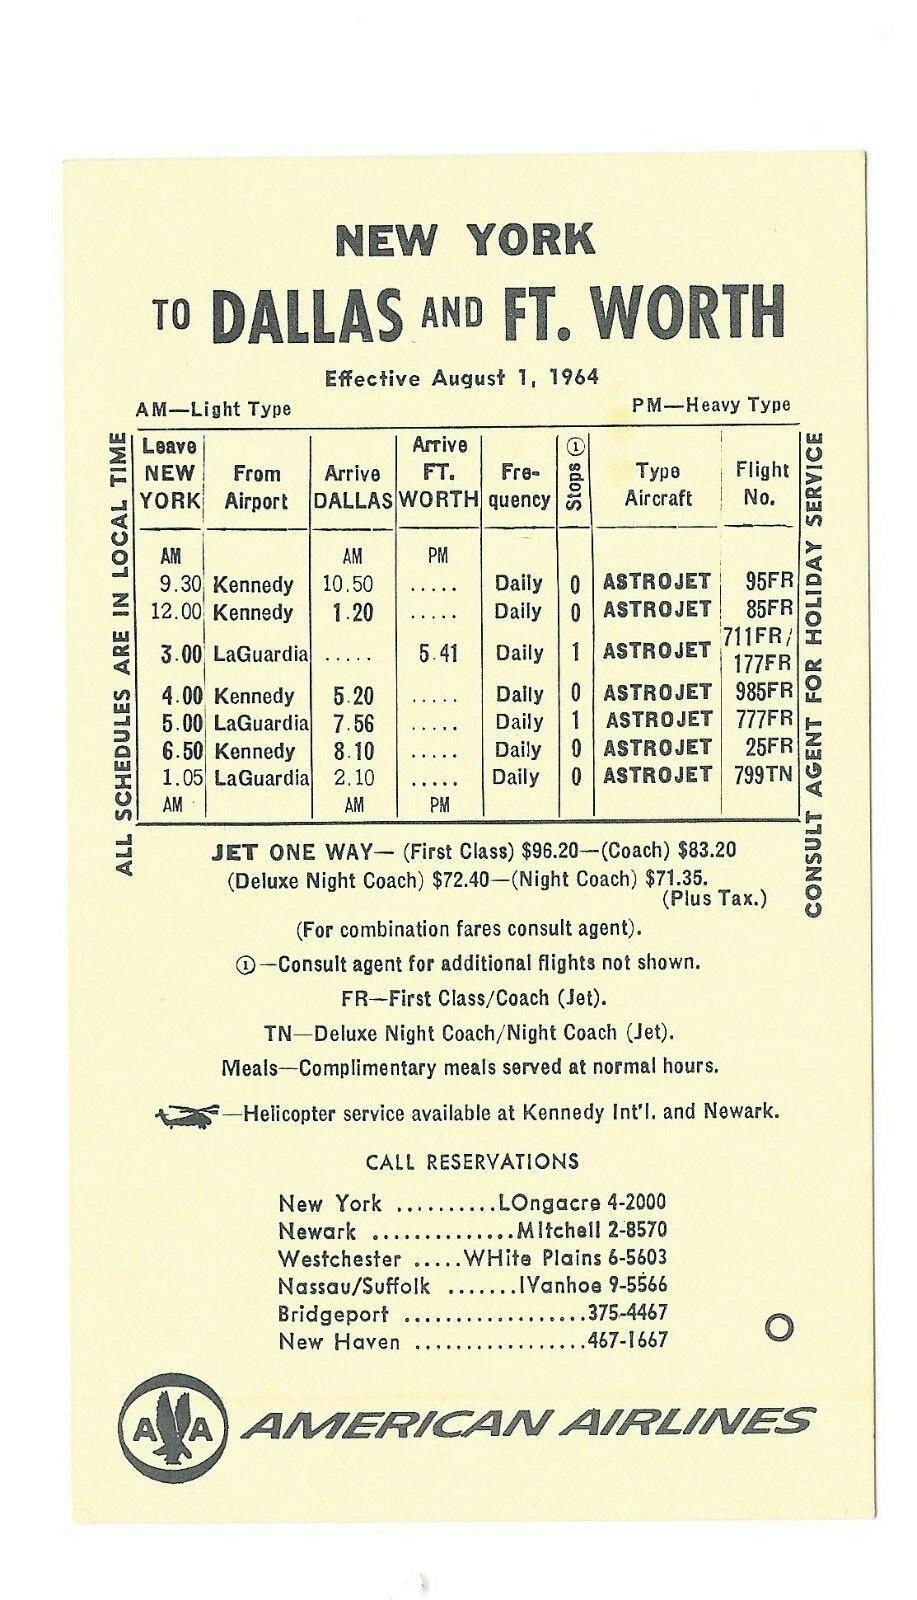 NEW YORK
TO DALLAS AND FT. WORTH
Effective August 1, 1964
AM—Light Type PM—Heavy Type
ALL SCHEDULES ARE IN LOCAL TIME
Leave NEW YORK From Airport Arrive DALLAS Arrive FT. WORTH Fre-quency Stops ① Type Aircraft Flight No.
AM AM PM
9.30 Kennedy 10.50 ..... Daily 0 ASTROJET 95FR
12.00 Kennedy 1.20 ..... Daily 0 ASTROJET 85FR
3.00 LaGuardia ..... 5.41 Daily 1 ASTROJET 711FR/177FR
4.00 Kennedy 5.20 ..... Daily 0 ASTROJET 985FR
5.00 LaGuardia 7.56 ..... Daily 1 ASTROJET 777FR
6.50 Kennedy 8.10 ..... Daily 0 ASTROJET 25FR
1.05 LaGuardia 2.10 ..... Daily 0 ASTROJET 799TN
AM AM PM
CONSULT AGENT FOR HOLIDAY SERVICE
JET ONE WAY— (First Class) $96.20—(Coach) $83.20
(Deluxe Night Coach) $72.40—(Night Coach) $71.35.
(Plus Tax.)
(For combination fares consult agent).
①—Consult agent for additional flights not shown.
FR—First Class/Coach (Jet).
TN—Deluxe Night Coach/Night Coach (Jet).
Meals—Complimentary meals served at normal hours.
—Helicopter service available at Kennedy Int'l. and Newark.
CALL RESERVATIONS
New York ..........LOngacre 4-2000
Newark ..............MItchell 2-8570
Westchester .....WHite Plains 6-5603
Nassau/Suffolk .......IVanhoe 9-5566
Bridgeport ..................375-4467
New Haven .................467-1667
AA AMERICAN AIRLINES